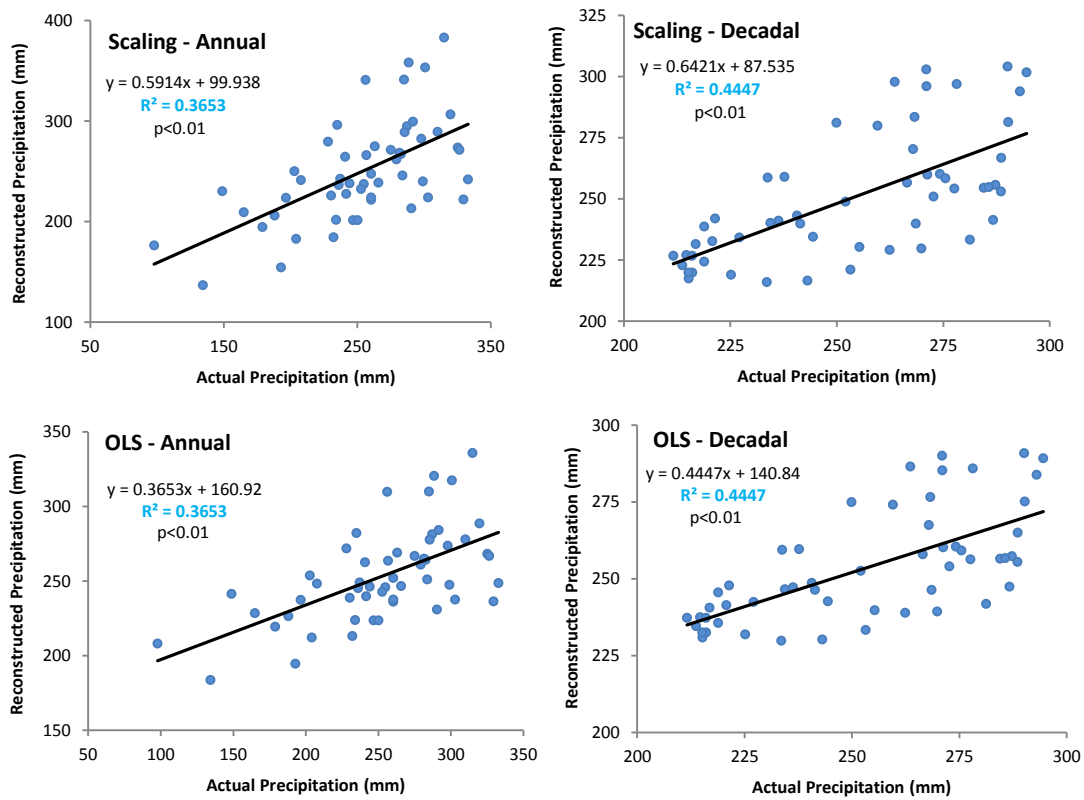 Scaling - Annual
y = 0.5914x + 99.938
R² = 0.3653
p<0.01
Reconstructed Precipitation (mm)
400
300
200
100
50
150
250
350
Actual Precipitation (mm)
Scaling - Decadal
y = 0.6421x + 87.535
R² = 0.4447
p<0.01
Reconstructed Precipitation (mm)
325
300
275
250
225
200
200
225
250
275
300
Actual Precipitation (mm)
OLS - Annual
y = 0.3653x + 160.92
R² = 0.3653
p<0.01
Reconstructed Precipitation (mm)
350
300
250
200
150
50
100
150
200
250
300
350
Actual Precipitation (mm)
OLS - Decadal
y = 0.4447x + 140.84
R² = 0.4447
p<0.01
Reconstructed Precipitation (mm)
300
275
250
225
200
200
225
250
275
300
Actual Precipitation (mm)